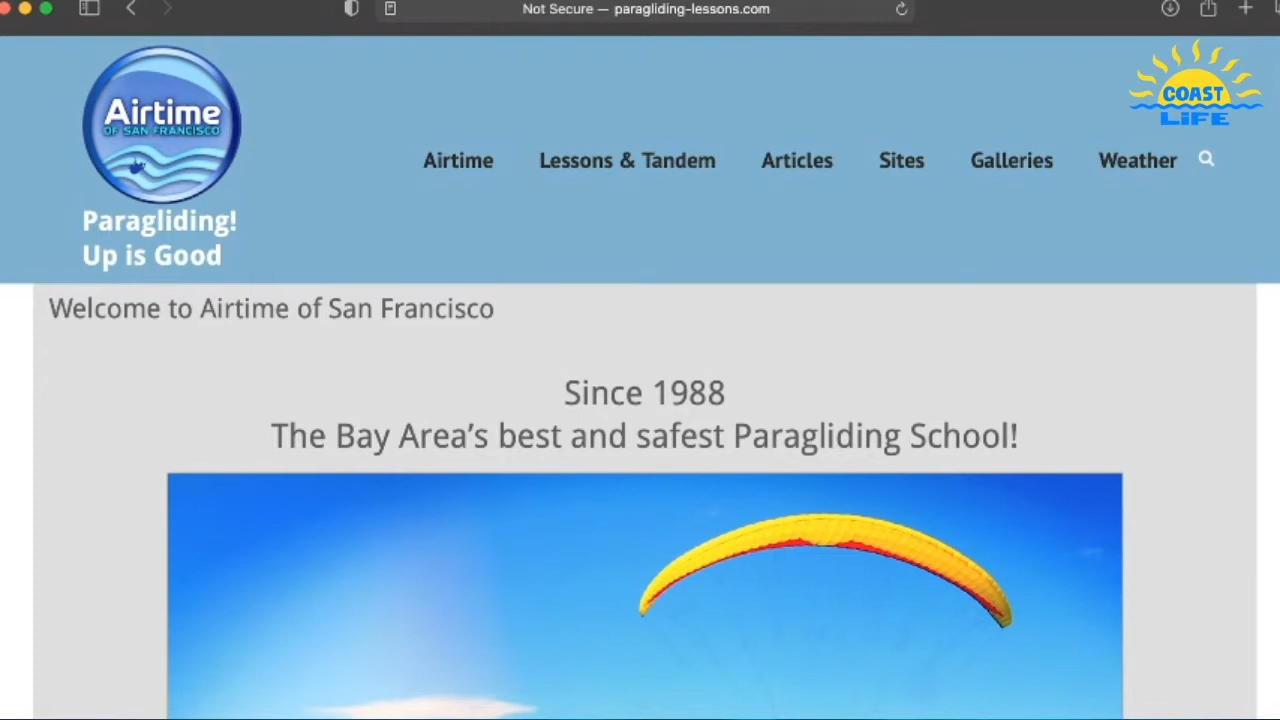 Not Secure — paragliding-lessons.com
Airtime
OF SAN FRANCISCO
COAST
LiFE
Airtime Lessons & Tandem Articles Sites Galleries Weather
Paragliding!
Up is Good
Welcome to Airtime of San Francisco
Since 1988
The Bay Area’s best and safest Paragliding School!